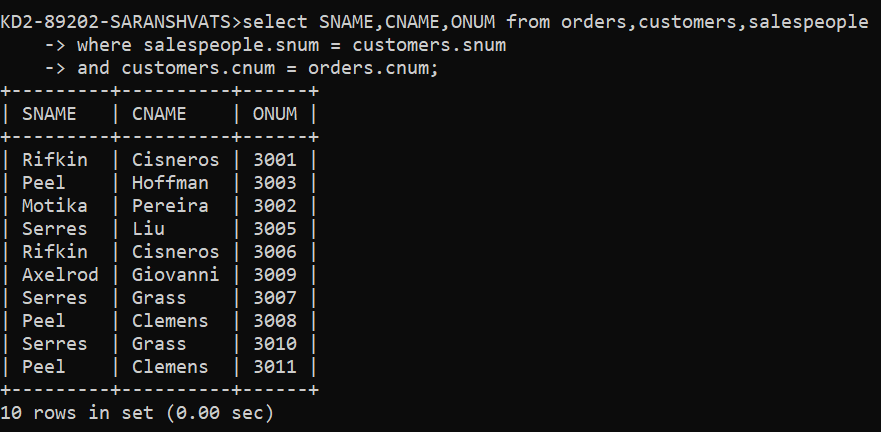 KD2-89202-SARANSHVATS>select SNAME,CNAME,ONUM from orders,customers,salespeople
    -> where salespeople.snum = customers.snum
    -> and customers.cnum = orders.cnum;
+---------+----------+------+
| SNAME   | CNAME    | ONUM |
+---------+----------+------+
| Rifkin  | Cisneros | 3001 |
| Peel    | Hoffman  | 3003 |
| Motika  | Pereira  | 3002 |
| Serres  | Liu      | 3005 |
| Rifkin  | Cisneros | 3006 |
| Axelrod | Giovanni | 3009 |
| Serres  | Grass    | 3007 |
| Peel    | Clemens  | 3008 |
| Serres  | Grass    | 3010 |
| Peel    | Clemens  | 3011 |
+---------+----------+------+
10 rows in set (0.00 sec)